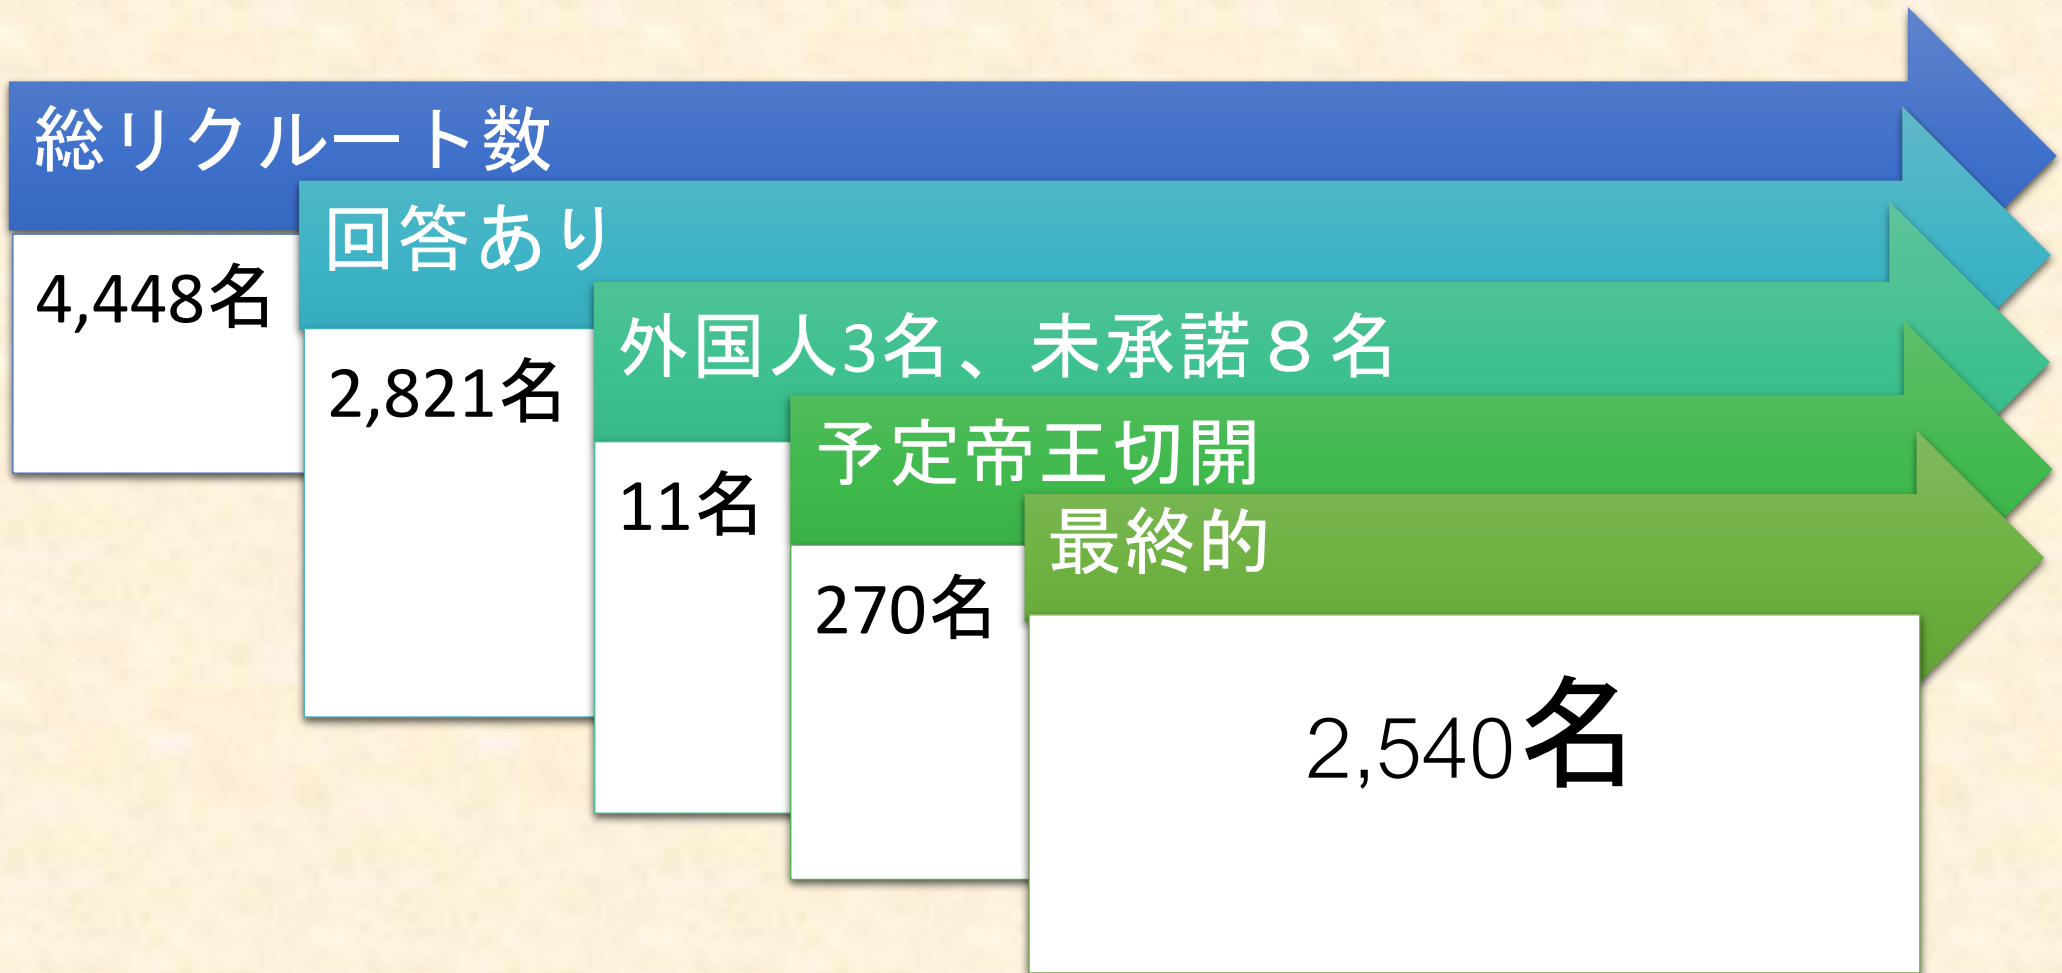 総リクルート数
4,448名
回答あり
2,821名
外国人3名、未承諾８名
11名
予定帝王切開
270名
最終的
2,540名